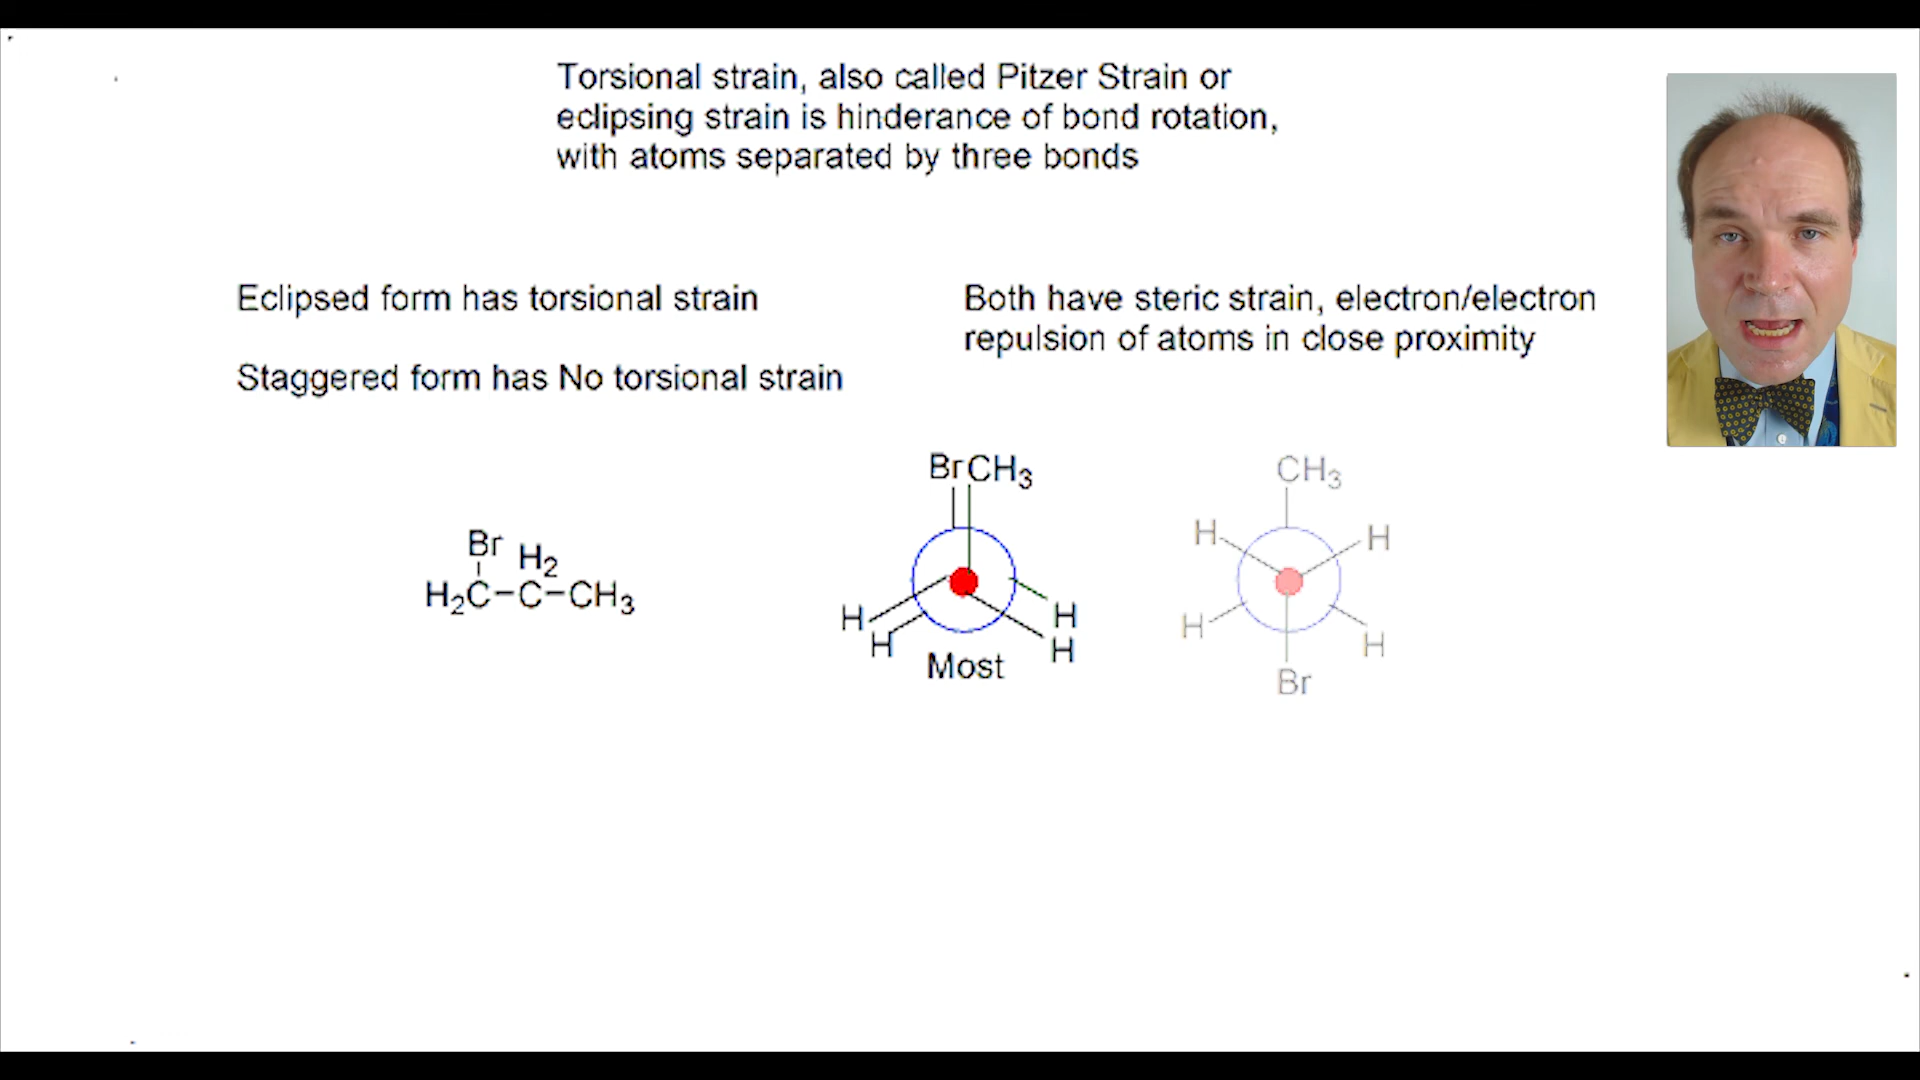 Torsional strain, also called Pitzer Strain or
eclipsing strain is hinderance of bond rotation,
with atoms separated by three bonds
Eclipsed form has torsional strain
Staggered form has No torsional strain
Both have steric strain, electron/electron
repulsion of atoms in close proximity
Br H₂
H₂C-C-CH₃
BrCH₃
H H
H H
Most
CH₃
H H
H H
Br